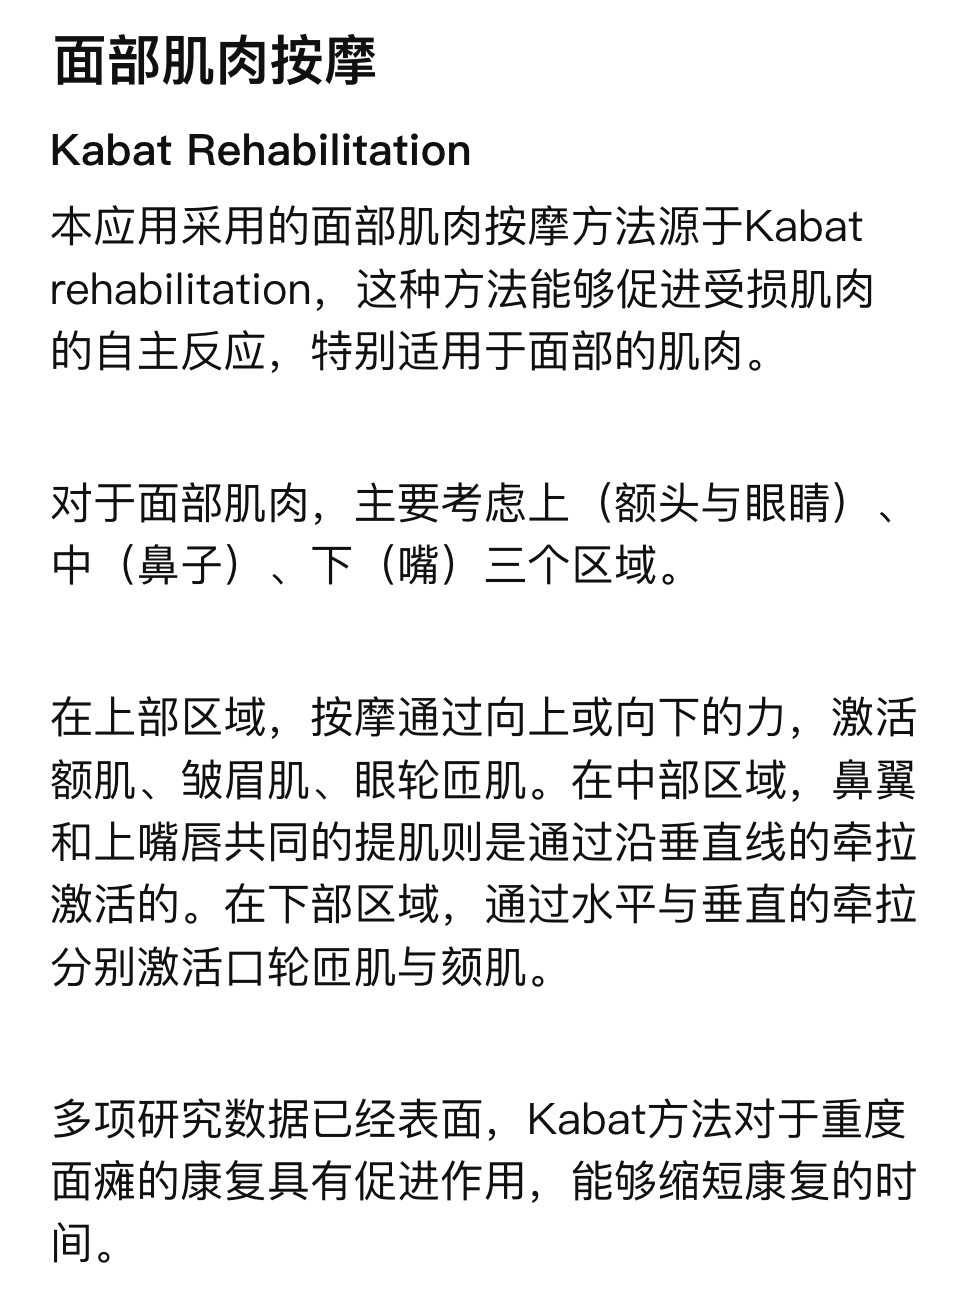 面部肌肉按摩
Kabat Rehabilitation
本应用采用的面部肌肉按摩方法源于Kabat
rehabilitation，这种方法能够促进受损肌肉
的自主反应，特别适用于面部的肌肉。
对于面部肌肉，主要考虑上（额头与眼睛）、
中（鼻子）、下（嘴）三个区域。
在上部区域，按摩通过向上或向下的力，激活
额肌、皱眉肌、眼轮匝肌。在中部区域，鼻翼
和上嘴唇共同的提肌则是通过沿垂直线的牵拉
激活的。在下部区域，通过水平与垂直的牵拉
分别激活口轮匝肌与颏肌。
多项研究数据已经表面，Kabat方法对于重度
面瘫的康复具有促进作用，能够缩短康复的时
间。